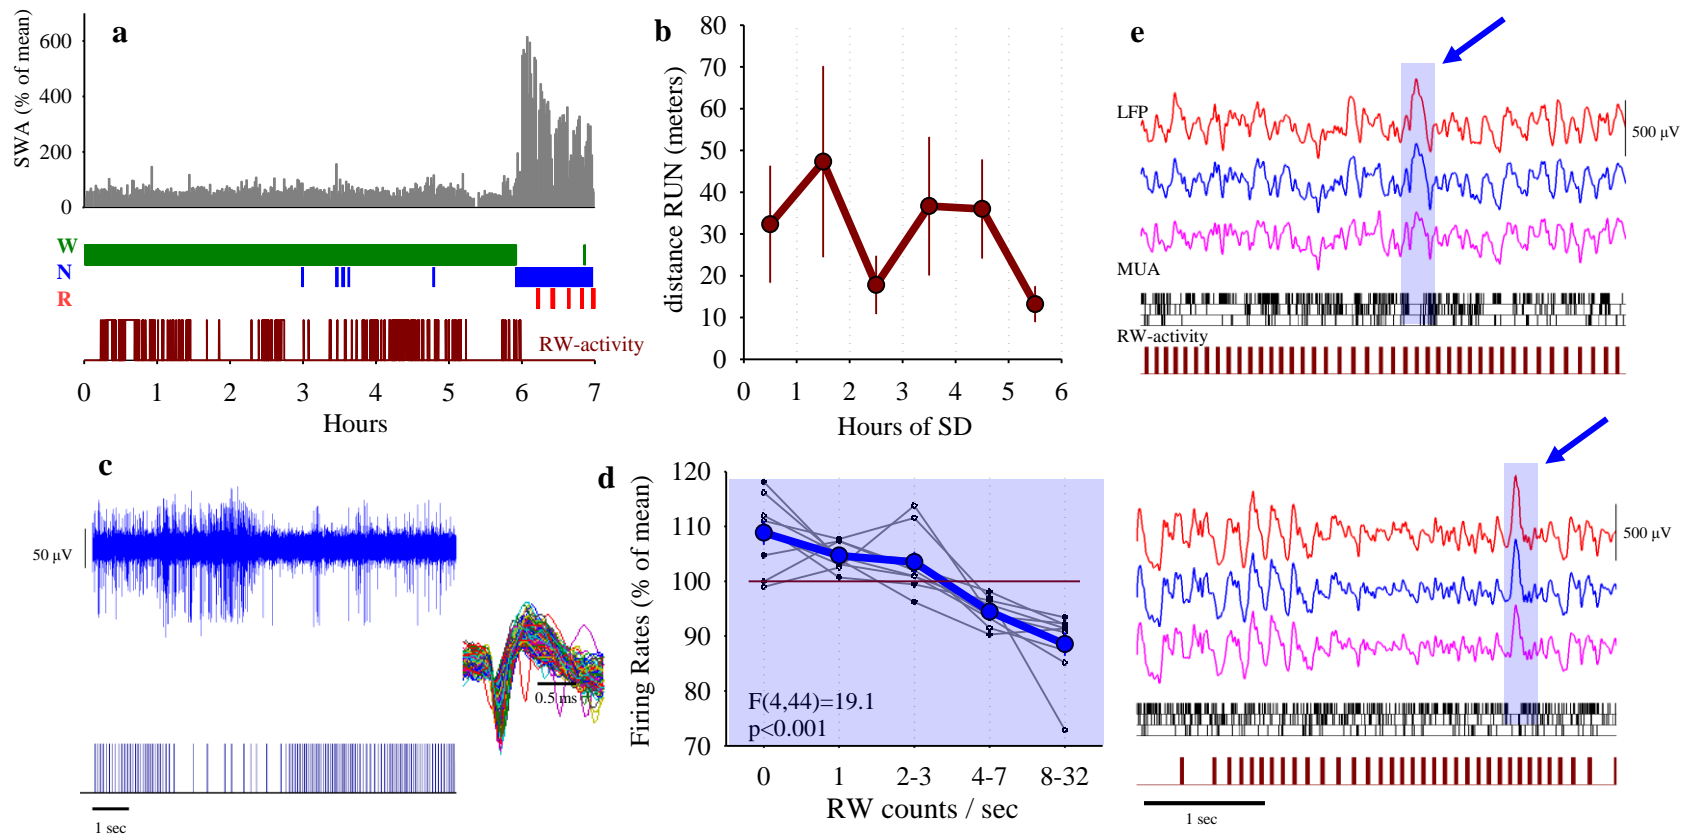 a
SWA (% of mean)
600
400
200
0
W
N
R
RW-activity
0 1 2 3 4 5 6 7
Hours
b
distance RUN (meters)
80
70
60
50
40
30
20
10
0
0 1 2 3 4 5 6
Hours of SD
c
50 µV
0.5 ms
1 sec
d
Firing Rates (% of mean)
120
110
100
90
80
70
F(4,44)=19.1
p<0.001
0 1 2-3 4-7 8-32
RW counts / sec
e
LFP
500 µV
MUA
RW-activity
500 µV
1 sec